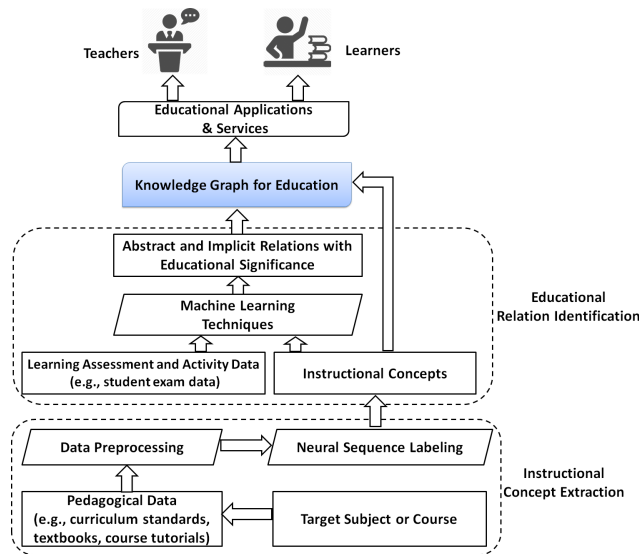 Teachers
Learners
Educational Applications
& Services
Knowledge Graph for Education
Abstract and Implicit Relations with
Educational Significance
Machine Learning
Techniques
Educational
Relation Identification
Learning Assessment and Activity Data
(e.g., student exam data)
Instructional Concepts
Data Preprocessing
Neural Sequence Labeling
Instructional
Concept Extraction
Pedagogical Data
(e.g., curriculum standards,
textbooks, course tutorials)
Target Subject or Course